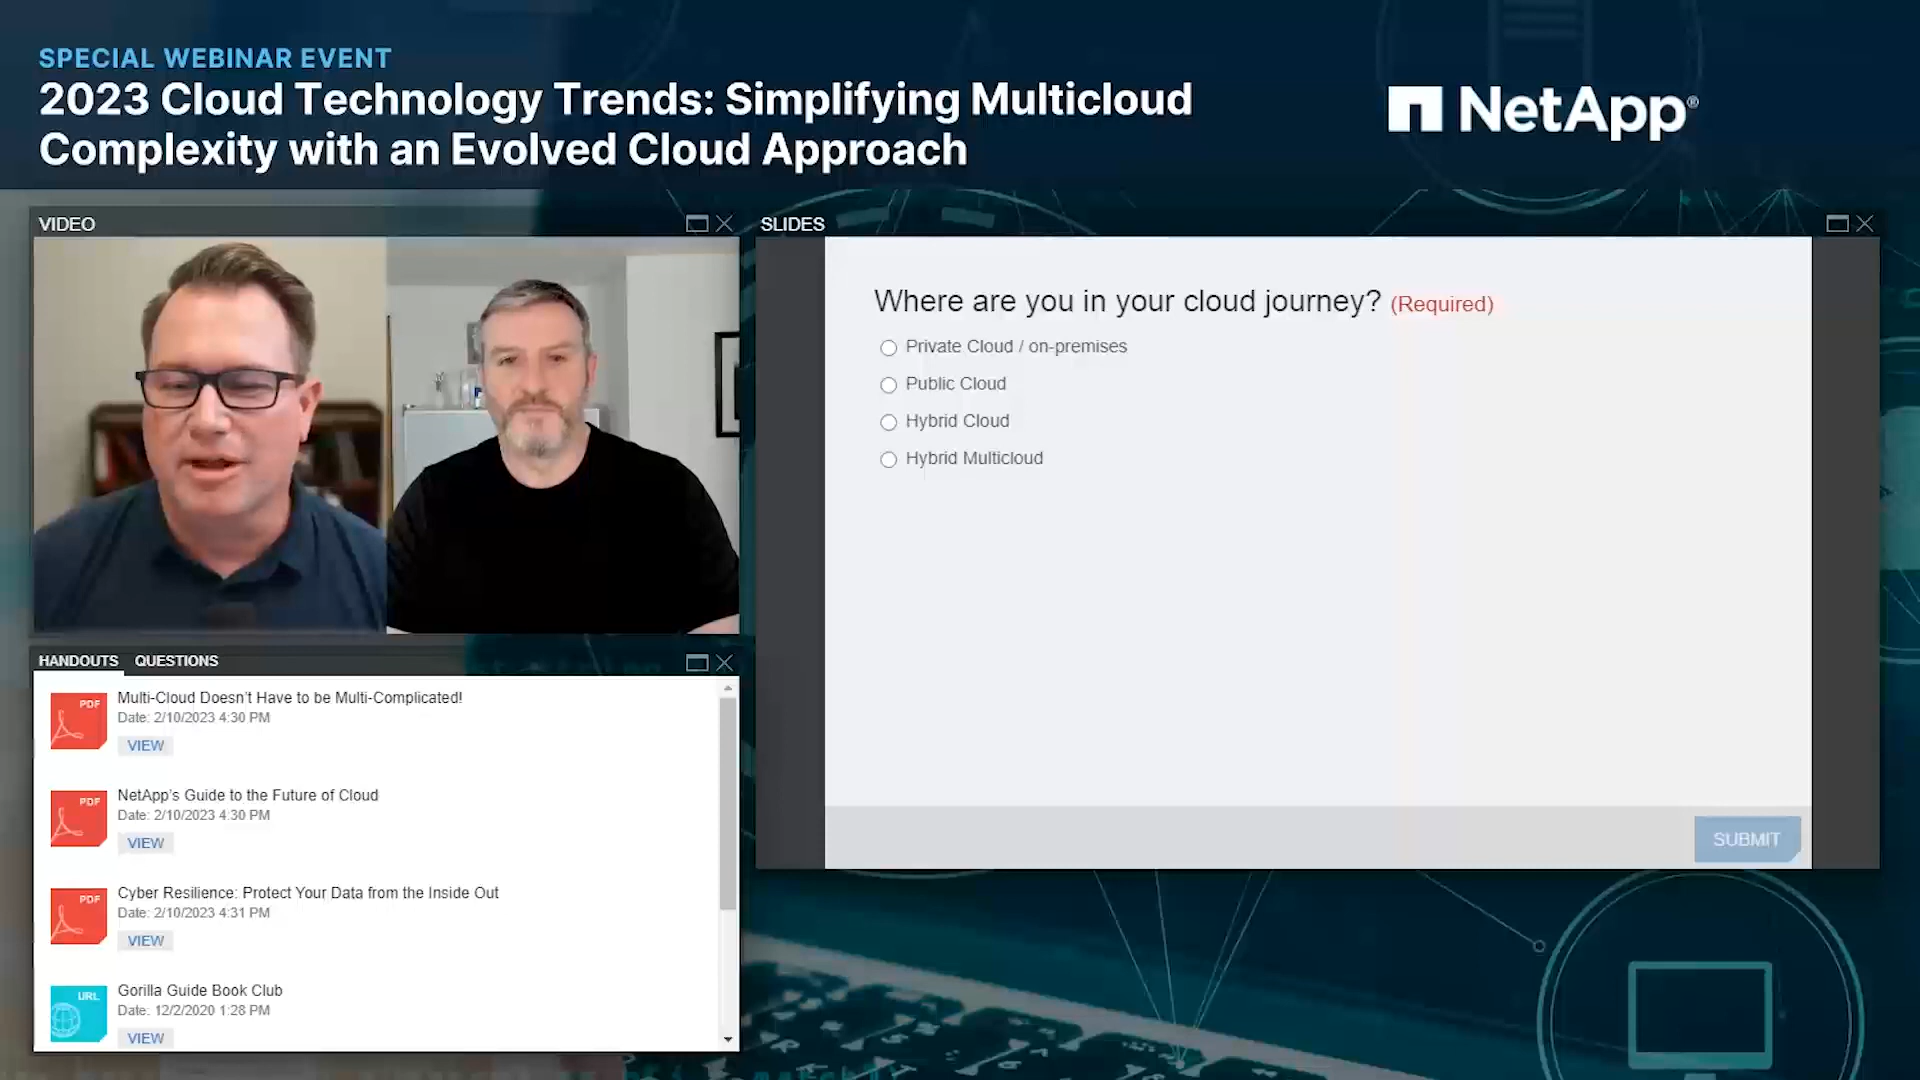 SPECIAL WEBINAR EVENT
2023 Cloud Technology Trends: Simplifying Multicloud
Complexity with an Evolved Cloud Approach
NetApp®
VIDEO
SLIDES
Where are you in your cloud journey? (Required)
Private Cloud / on-premises
Public Cloud
Hybrid Cloud
Hybrid Multicloud
SUBMIT
HANDOUTS QUESTIONS
PDF
Multi-Cloud Doesn't Have to be Multi-Complicated!
Date: 2/10/2023 4:30 PM
VIEW
PDF
NetApp's Guide to the Future of Cloud
Date: 2/10/2023 4:30 PM
VIEW
PDF
Cyber Resilience: Protect Your Data from the Inside Out
Date: 2/10/2023 4:31 PM
VIEW
URL
Gorilla Guide Book Club
Date: 12/2/2020 1:28 PM
VIEW